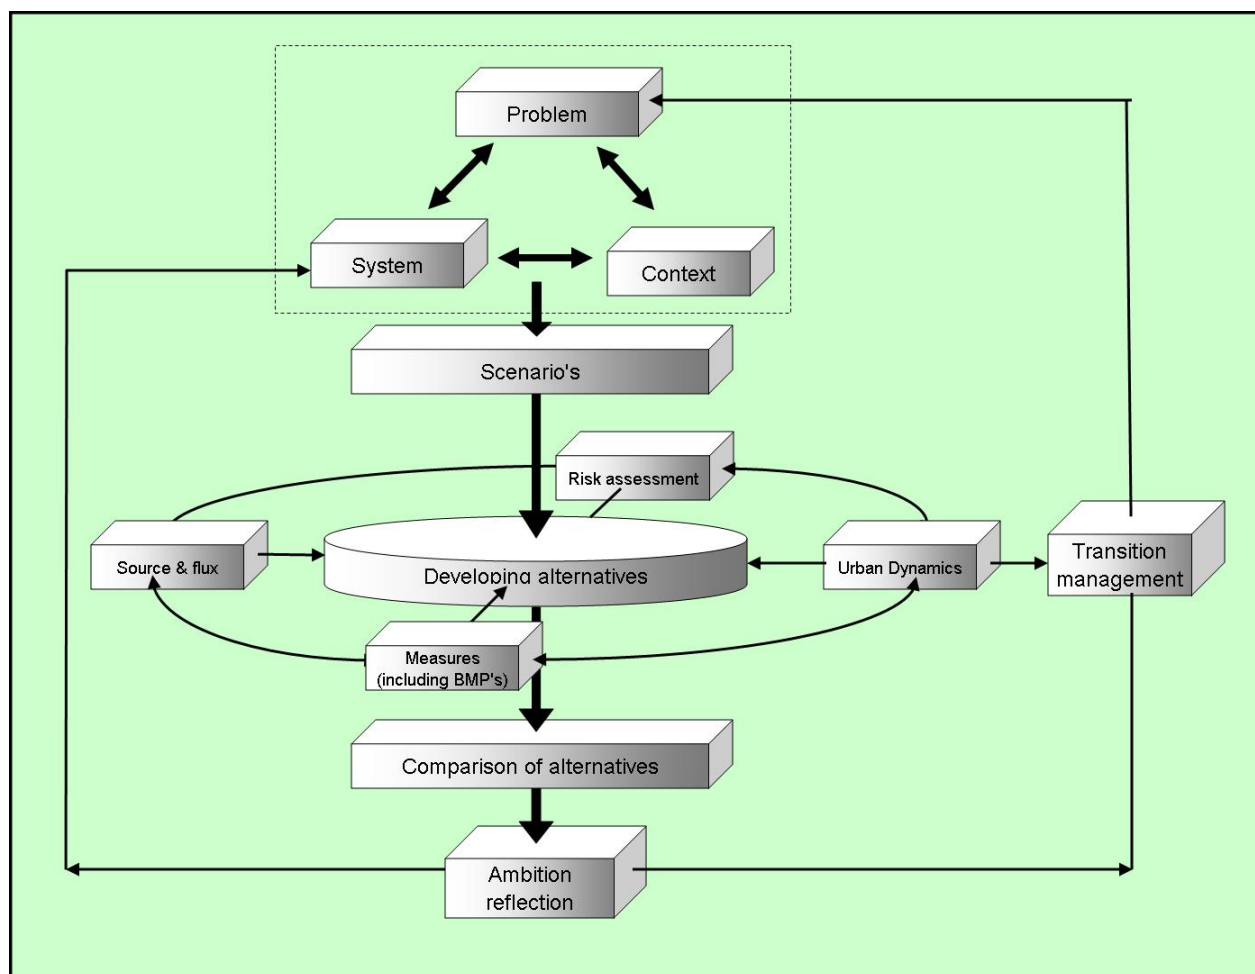 Problem
System
Context
Scenario's
Risk assessment
Source & flux
Developing alternatives
Urban Dynamics
Transition
management
Measures
(including BMP's)
Comparison of alternatives
Ambition
reflection